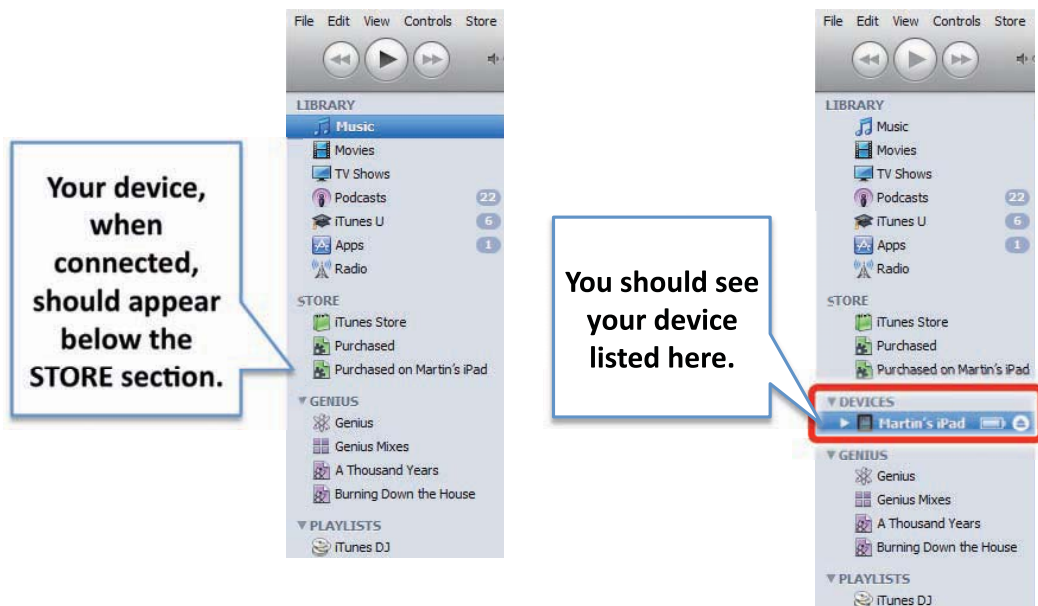 File Edit View Controls Store
LIBRARY
Music
Movies
TV Shows
Podcasts 22
iTunes U 6
Apps 1
Radio
STORE
iTunes Store
Purchased
Purchased on Martin's iPad
GENIUS
Genius
Genius Mixes
A Thousand Years
Burning Down the House
PLAYLISTS
iTunes DJ
Your device,
when
connected,
should appear
below the
STORE section.
File Edit View Controls Store
LIBRARY
Music
Movies
TV Shows
Podcasts 22
iTunes U 6
Apps 1
Radio
STORE
iTunes Store
Purchased
Purchased on Martin's iPad
DEVICES
Martin's iPad
GENIUS
Genius
Genius Mixes
A Thousand Years
Burning Down the House
PLAYLISTS
iTunes DJ
You should see
your device
listed here.